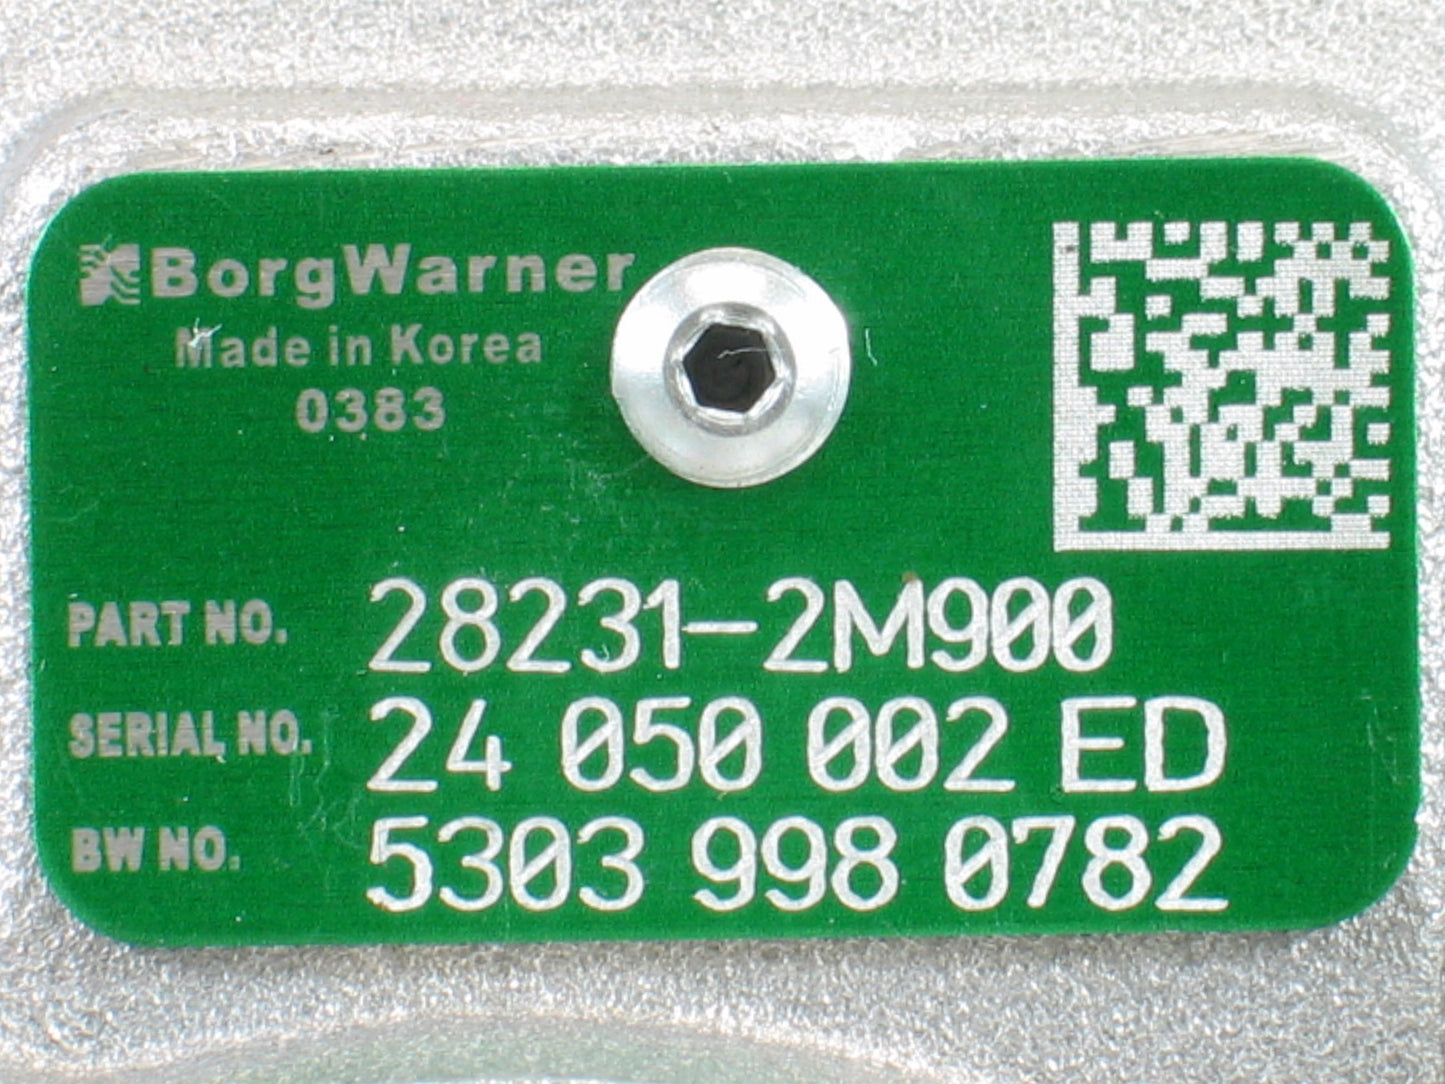 BorgWarner
Made in Korea
0383
PART NO. 28231-2M900
SERIAL NO. 24 050 002 ED
BW NO. 5303 998 0782